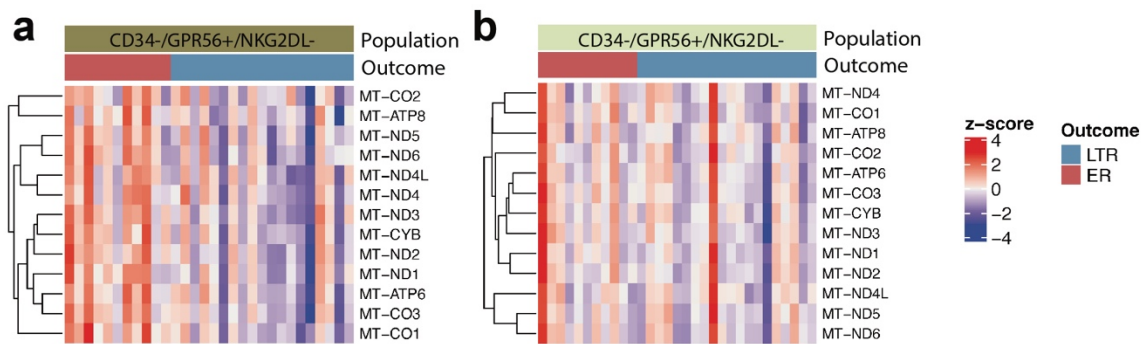 a
CD34-/GPR56+/NKG2DL-
Population
Outcome
MT-CO2
MT-ATP8
MT-ND5
MT-ND6
MT-ND4L
MT-ND4
MT-ND3
MT-CYB
MT-ND2
MT-ND1
MT-ATP6
MT-CO3
MT-CO1
b
CD34-/GPR56+/NKG2DL-
Population
Outcome
MT-ND4
MT-CO1
MT-ATP8
MT-CO2
MT-ATP6
MT-CO3
MT-CYB
MT-ND3
MT-ND1
MT-ND2
MT-ND4L
MT-ND5
MT-ND6
z-score
4
2
0
-2
-4
Outcome
LTR
ER